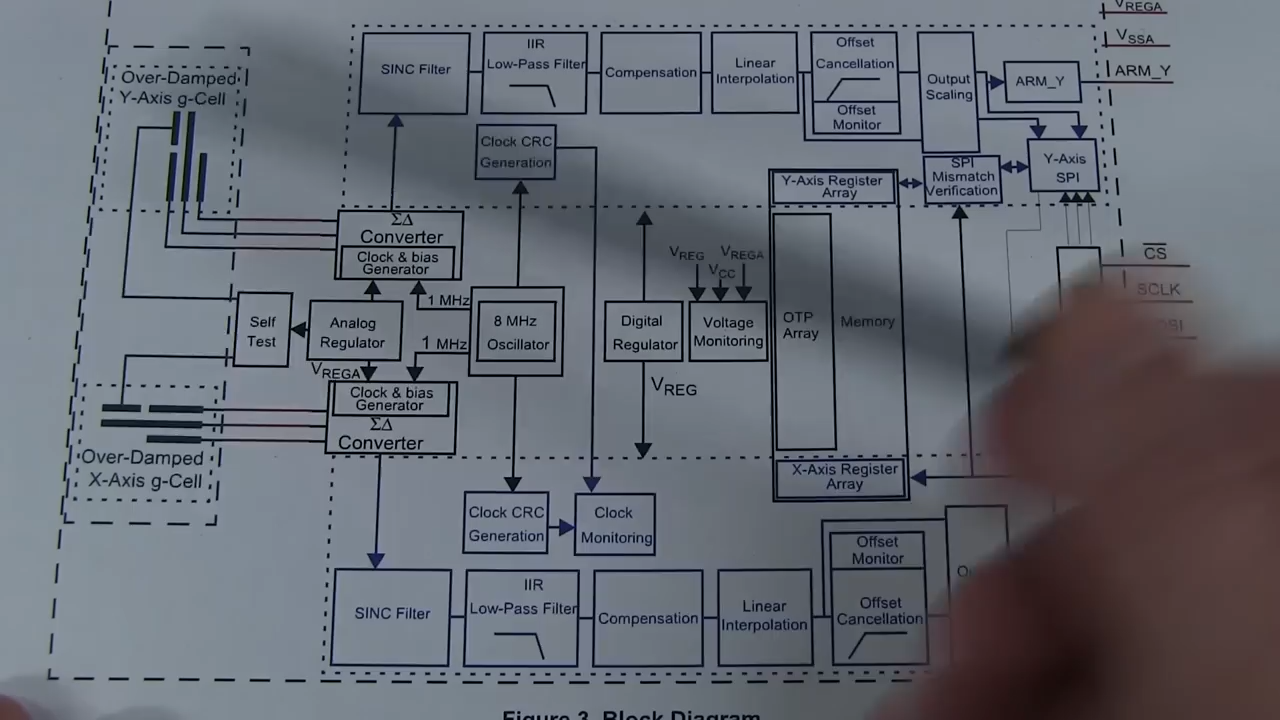 VREGA
VSSA
ARM_Y
Over-Damped
Y-Axis g-Cell
SINC Filter
IIR
Low-Pass Filter
Compensation
Linear
Interpolation
Offset
Cancellation
Offset
Monitor
Output
Scaling
ARM_Y
Clock CRC
Generation
Y-Axis
SPI
SPI
Mismatch
Verification
Y-Axis Register
Array
ΣΔ
Converter
Clock & bias
Generator
VREG
VREGA
VCC
CS
SCLK
1 MHz
Self
Test
Analog
Regulator
8 MHz
Oscillator
Digital
Regulator
Voltage
Monitoring
OTP
Array
Memory
1 MHz
VREGA
VREG
Clock & bias
Generator
ΣΔ
Converter
Over-Damped
X-Axis g-Cell
X-Axis Register
Array
Clock CRC
Generation
Clock
Monitoring
Offset
Monitor
SINC Filter
IIR
Low-Pass Filter
Compensation
Linear
Interpolation
Offset
Cancellation
Figure 3. Block Diagram